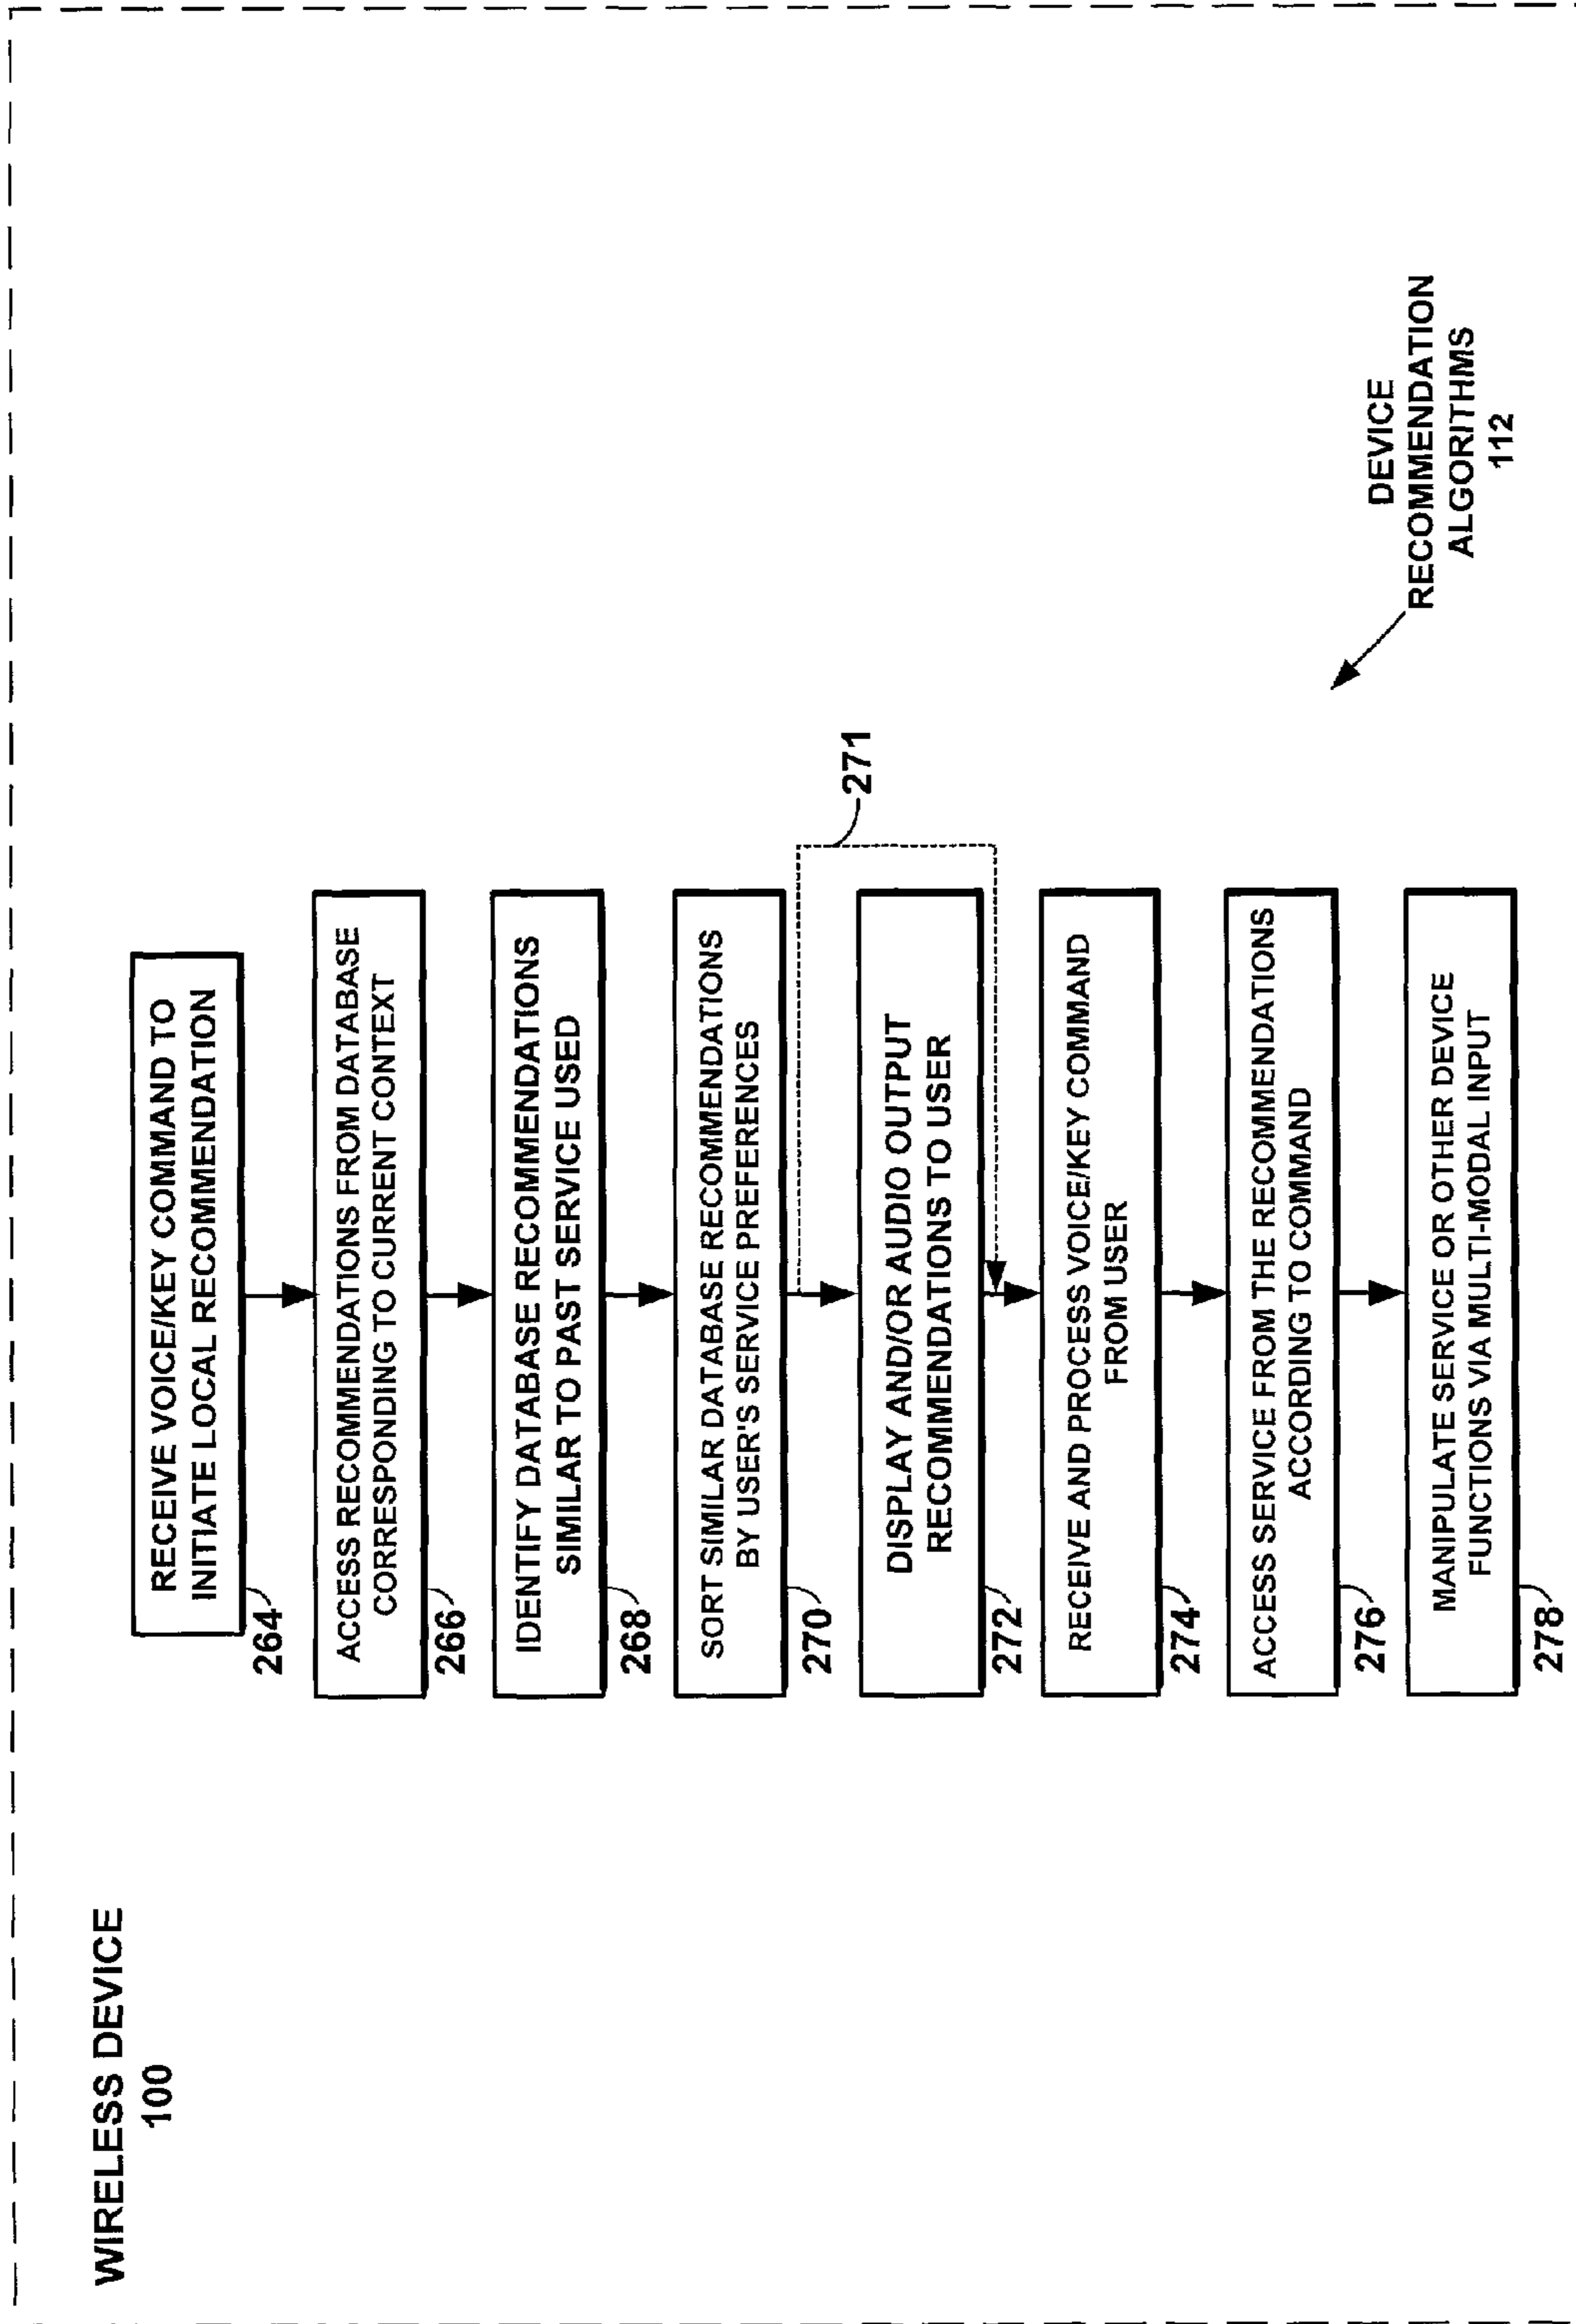 WIRELESS DEVICE
100
RECEIVE VOICE/KEY COMMAND TO
INITIATE LOCAL RECOMMENDATION
264
ACCESS RECOMMENDATIONS FROM DATABASE
CORRESPONDING TO CURRENT CONTEXT
266
IDENTIFY DATABASE RECOMMENDATIONS
SIMILAR TO PAST SERVICE USED
268
SORT SIMILAR DATABASE RECOMMENDATIONS
BY USER'S SERVICE PREFERENCES
270
271
DISPLAY AND/OR AUDIO OUTPUT
RECOMMENDATIONS TO USER
272
RECEIVE AND PROCESS VOICE/KEY COMMAND
FROM USER
274
ACCESS SERVICE FROM THE RECOMMENDATIONS
ACCORDING TO COMMAND
276
MANIPULATE SERVICE OR OTHER DEVICE
FUNCTIONS VIA MULTI-MODAL INPUT
278
DEVICE
RECOMMENDATION
ALGORITHMS
112